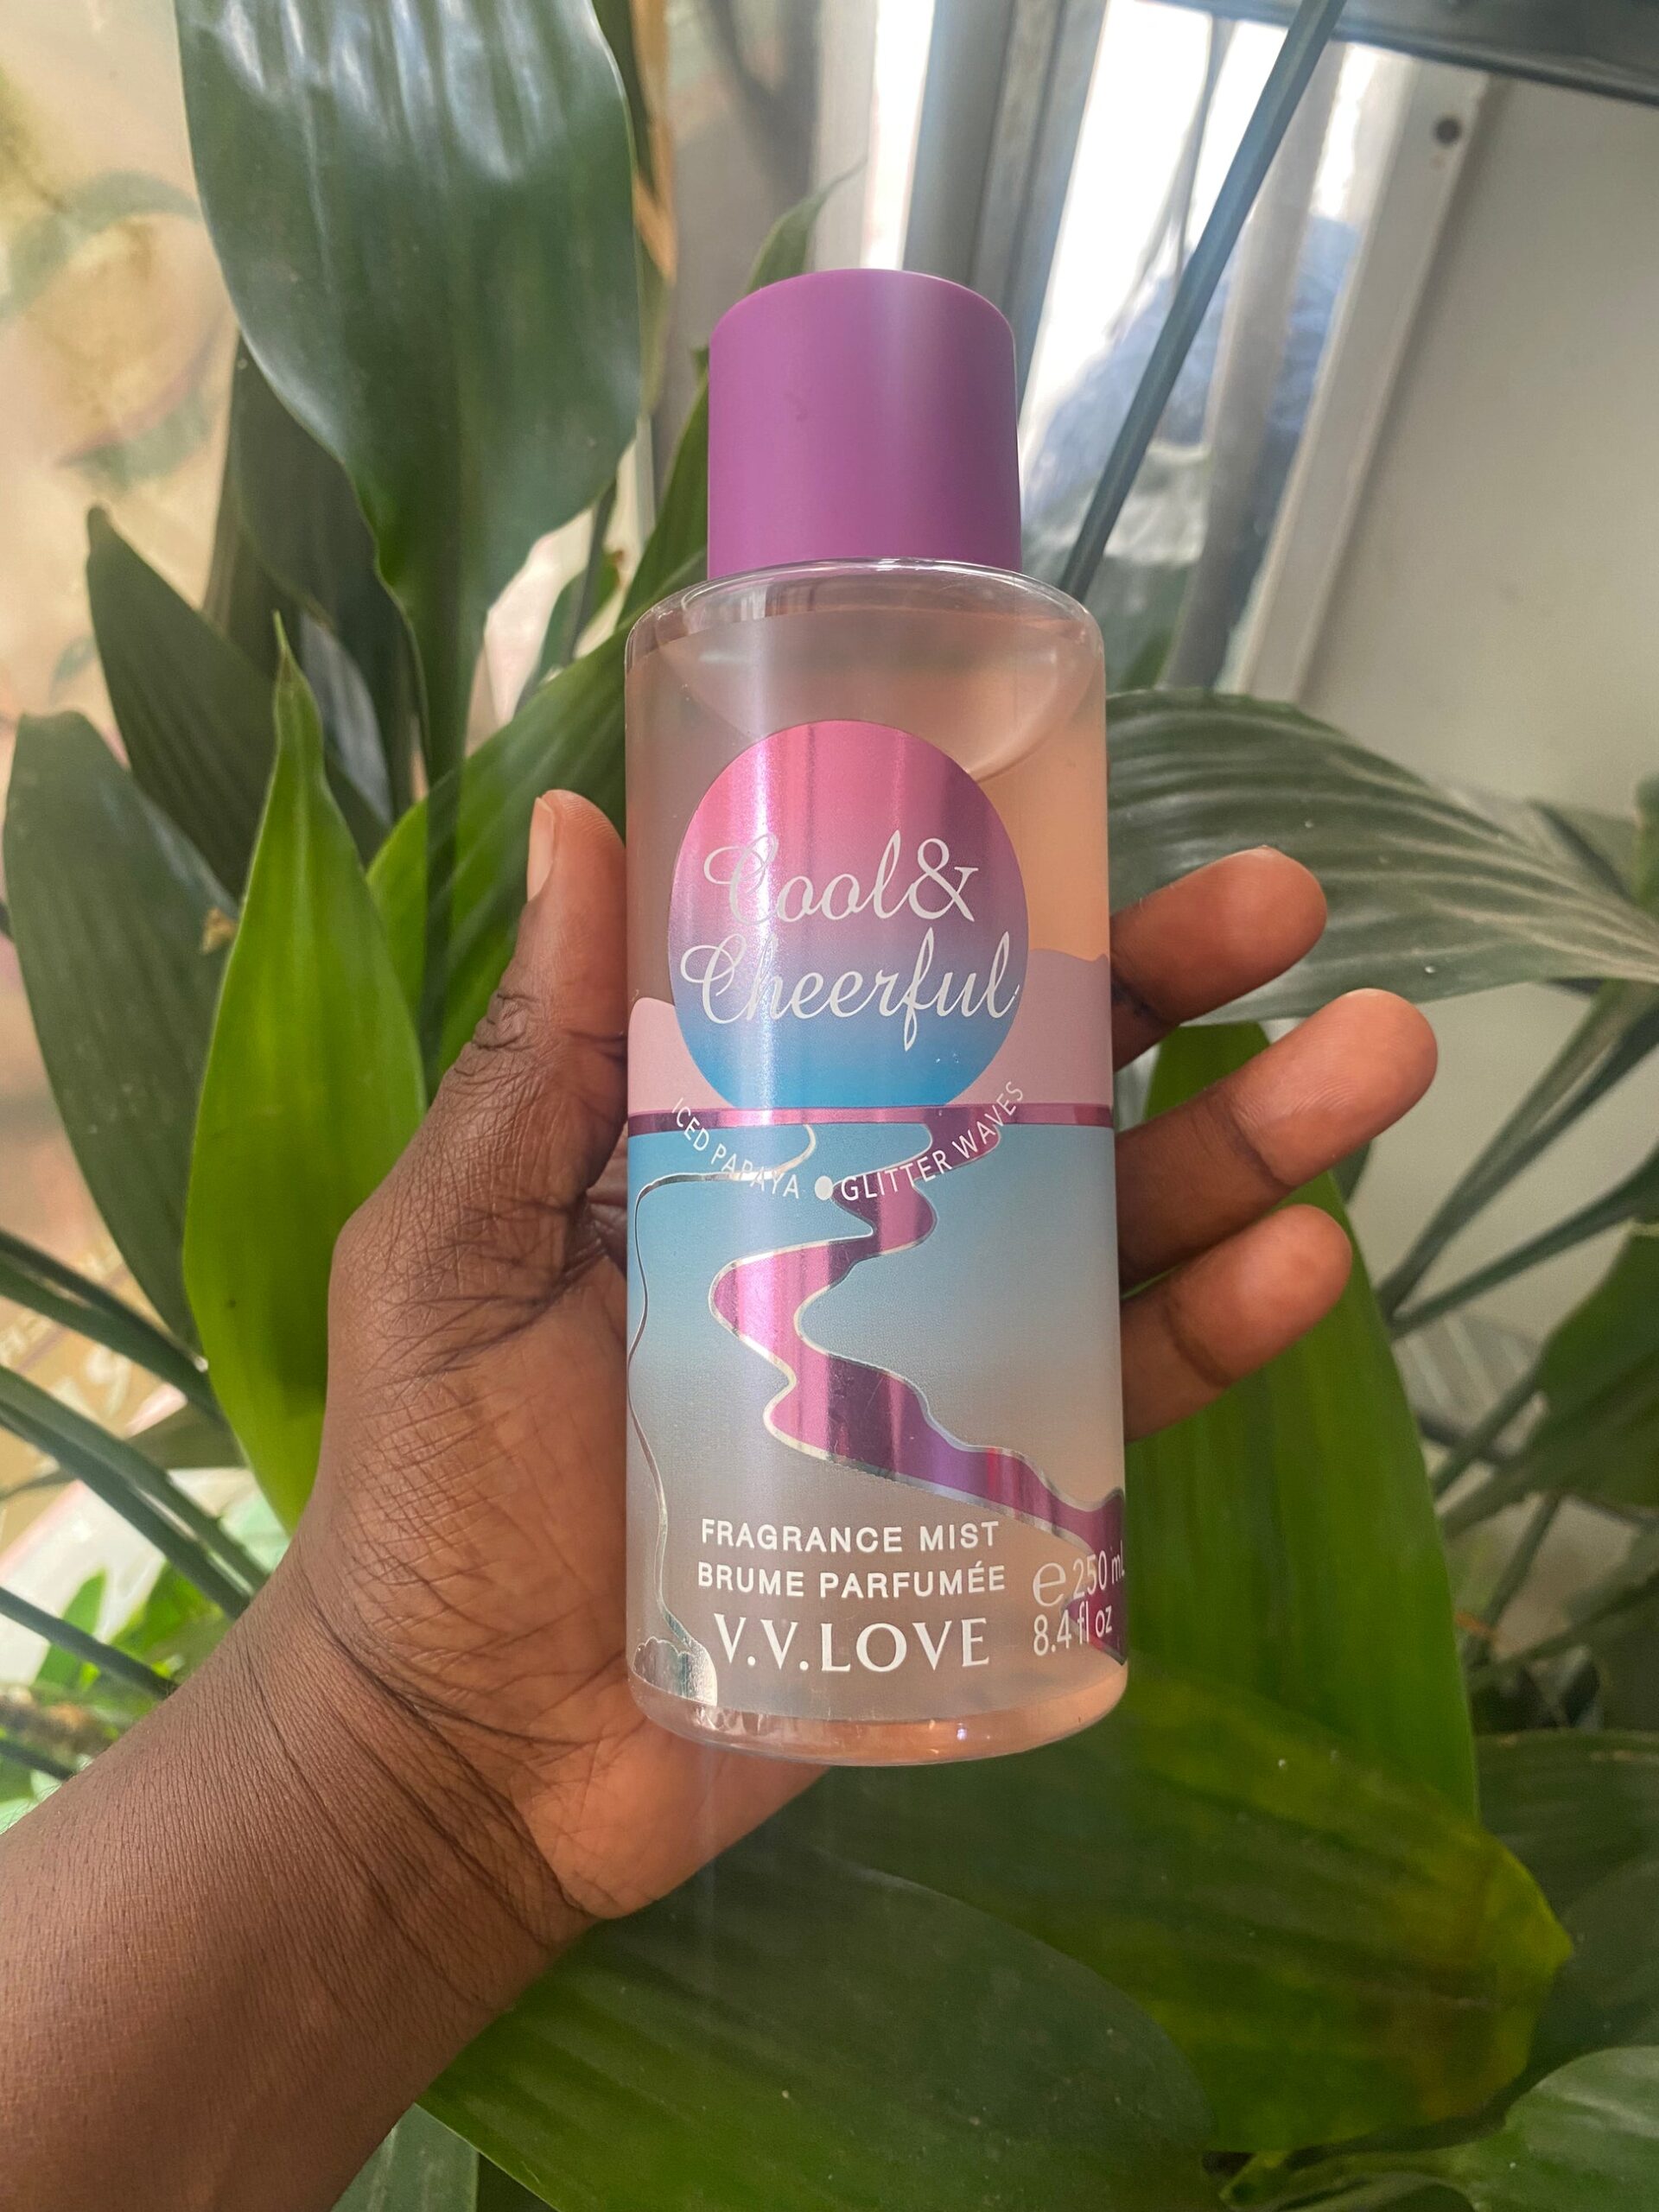 Cool&
Cheerful
ICED PAPAYA ● GLITTER WAVES
FRAGRANCE MIST
BRUME PARFUMÉE
V.V.LOVE
℮ 250 mL
8.4 fl oz